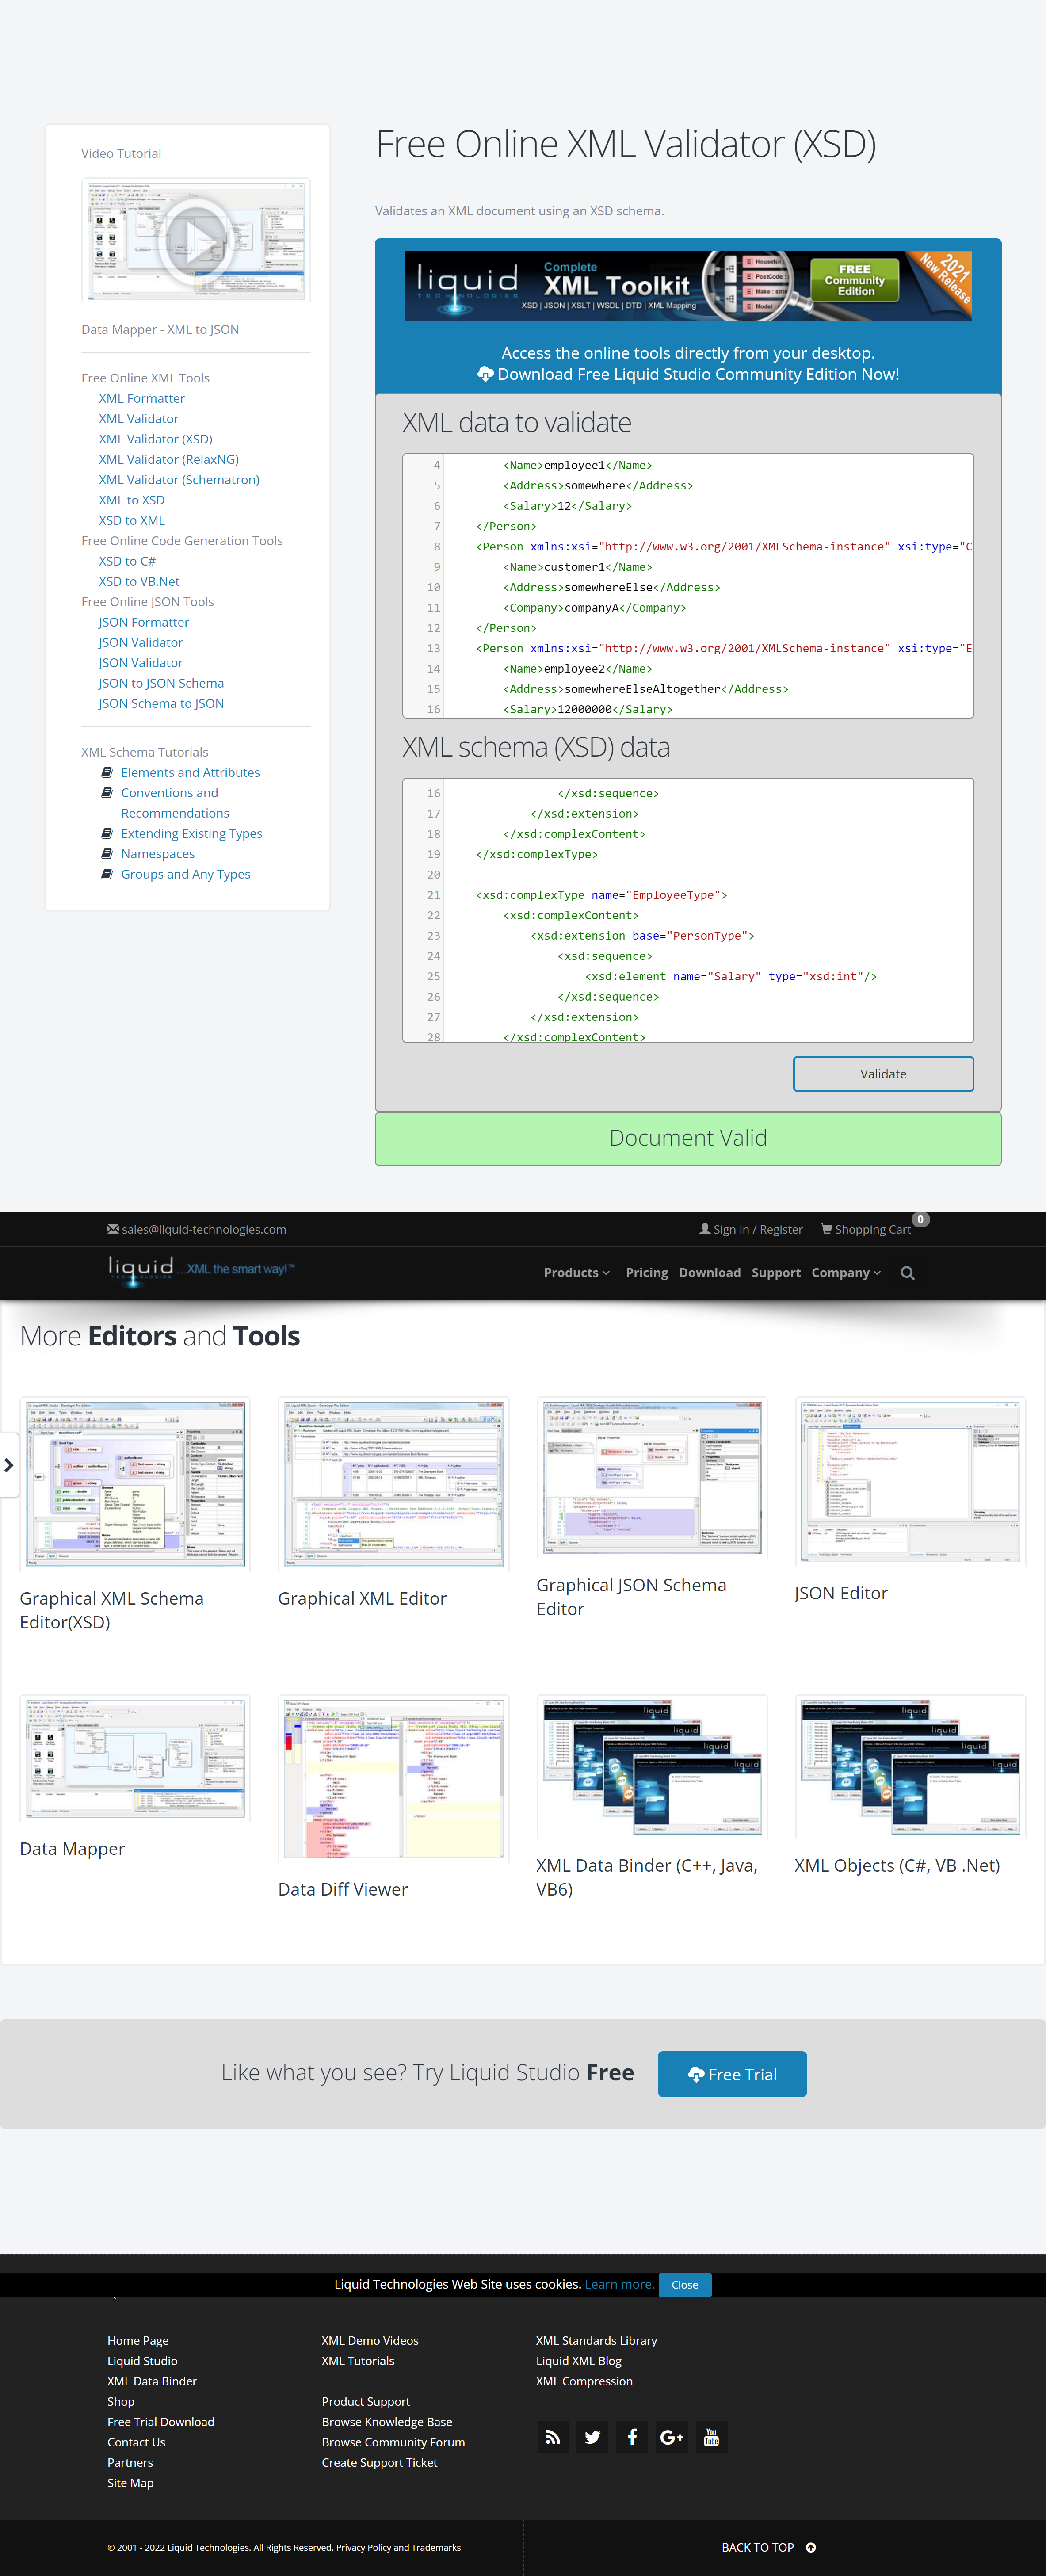 Video Tutorial
Data Mapper - XML to JSON
Free Online XML Tools
XML Formatter
XML Validator
XML Validator (XSD)
XML Validator (RelaxNG)
XML Validator (Schematron)
XML to XSD
XSD to XML
Free Online Code Generation Tools
XSD to C#
XSD to VB.Net
Free Online JSON Tools
JSON Formatter
JSON Validator
JSON Validator
JSON to JSON Schema
JSON Schema to JSON
XML Schema Tutorials
Elements and Attributes
Conventions and
Recommendations
Extending Existing Types
Namespaces
Groups and Any Types
Free Online XML Validator (XSD)
Validates an XML document using an XSD schema.
liquid
TECHNOLOGIES
Complete
XML Toolkit
XSD | JSON | XSLT | WSDL | DTD | XML Mapping
FREE
Community
Edition
2021
New Release
Access the online tools directly from your desktop.
Download Free Liquid Studio Community Edition Now!
XML data to validate
4 <Name>employee1</Name>
5 <Address>somewhere</Address>
6 <Salary>12</Salary>
7 </Person>
8 <Person xmlns:xsi="http://www.w3.org/2001/XMLSchema-instance" xsi:type="C
9 <Name>customer1</Name>
10 <Address>somewhereElse</Address>
11 <Company>companyA</Company>
12 </Person>
13 <Person xmlns:xsi="http://www.w3.org/2001/XMLSchema-instance" xsi:type="E
14 <Name>employee2</Name>
15 <Address>somewhereElseAltogether</Address>
16 <Salary>12000000</Salary>
XML schema (XSD) data
16 </xsd:sequence>
17 </xsd:extension>
18 </xsd:complexContent>
19 </xsd:complexType>
20
21 <xsd:complexType name="EmployeeType">
22 <xsd:complexContent>
23 <xsd:extension base="PersonType">
24 <xsd:sequence>
25 <xsd:element name="Salary" type="xsd:int"/>
26 </xsd:sequence>
27 </xsd:extension>
28 </xsd:complexContent>
Validate
Document Valid
sales@liquid-technologies.com
Sign In / Register
Shopping Cart
0
liquid
TECHNOLOGIES
...XML the smart way!™
Products
Pricing
Download
Support
Company
More Editors and Tools
Graphical XML Schema
Editor(XSD)
Graphical XML Editor
Graphical JSON Schema
Editor
JSON Editor
Data Mapper
Data Diff Viewer
XML Data Binder (C++, Java,
VB6)
XML Objects (C#, VB .Net)
Like what you see? Try Liquid Studio Free
Free Trial
Liquid Technologies Web Site uses cookies. Learn more.
Close
Home Page
Liquid Studio
XML Data Binder
Shop
Free Trial Download
Contact Us
Partners
Site Map
XML Demo Videos
XML Tutorials
Product Support
Browse Knowledge Base
Browse Community Forum
Create Support Ticket
XML Standards Library
Liquid XML Blog
XML Compression
You
Tube
© 2001 - 2022 Liquid Technologies. All Rights Reserved. Privacy Policy and Trademarks
BACK TO TOP